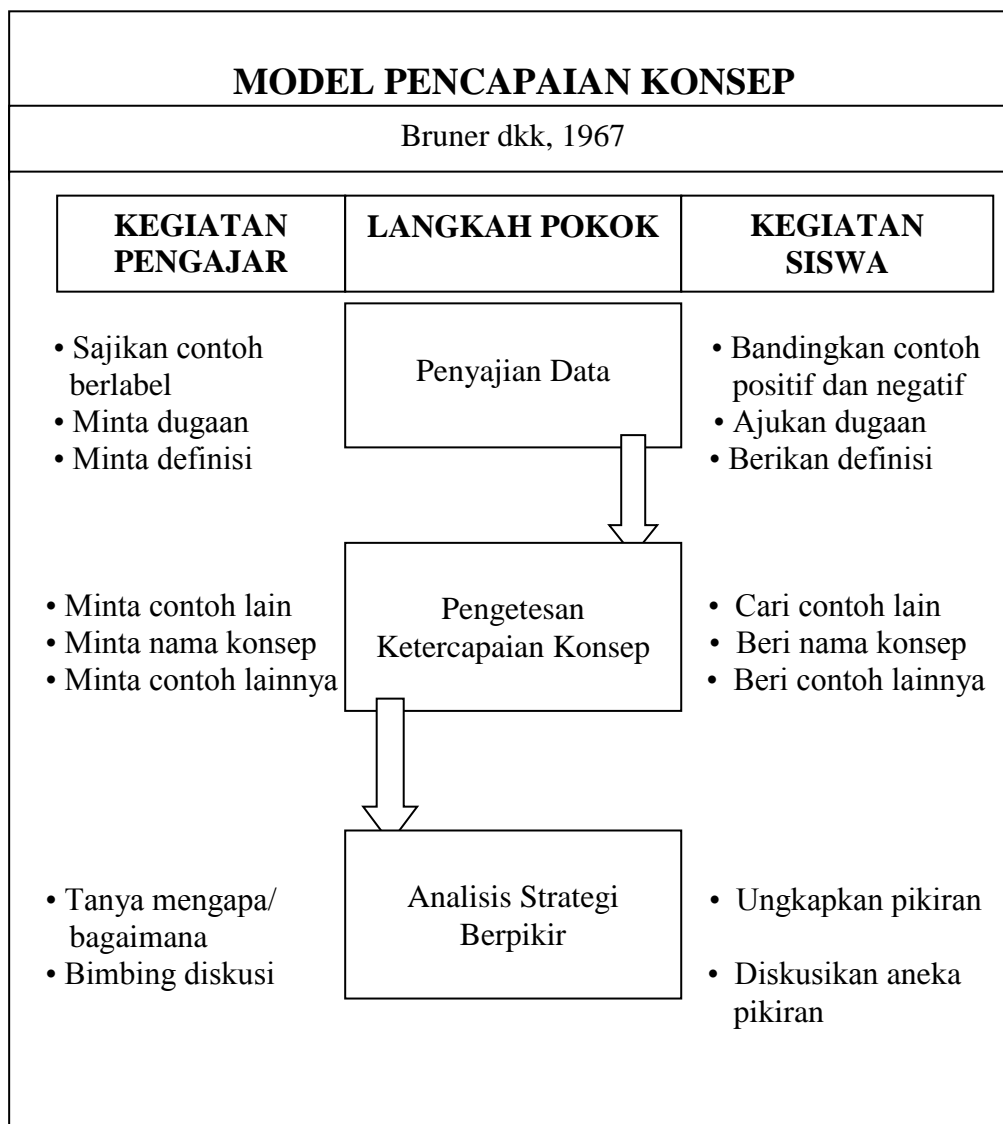 MODEL PENCAPAIAN KONSEP
Bruner dkk, 1967
KEGIATAN
PENGAJAR
LANGKAH POKOK
KEGIATAN
SISWA
• Sajikan contoh
berlabel
• Minta dugaan
• Minta definisi
Penyajian Data
• Bandingkan contoh
positif dan negatif
• Ajukan dugaan
• Berikan definisi
• Minta contoh lain
• Minta nama konsep
• Minta contoh lainnya
Pengetesan
Ketercapaian Konsep
• Cari contoh lain
• Beri nama konsep
• Beri contoh lainnya
• Tanya mengapa/
bagaimana
• Bimbing diskusi
Analisis Strategi
Berpikir
• Ungkapkan pikiran
• Diskusikan aneka
pikiran